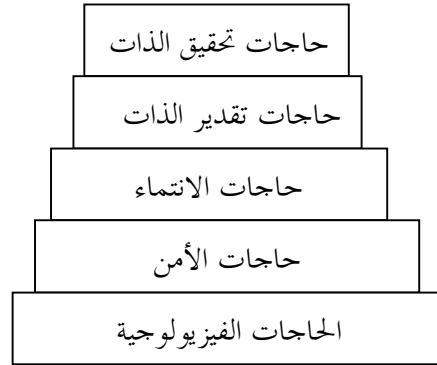 حاجات تحقيق الذات
حاجات تقدير الذات
حاجات الانتماء
حاجات الأمن
الحاجات الفيزيولوجية